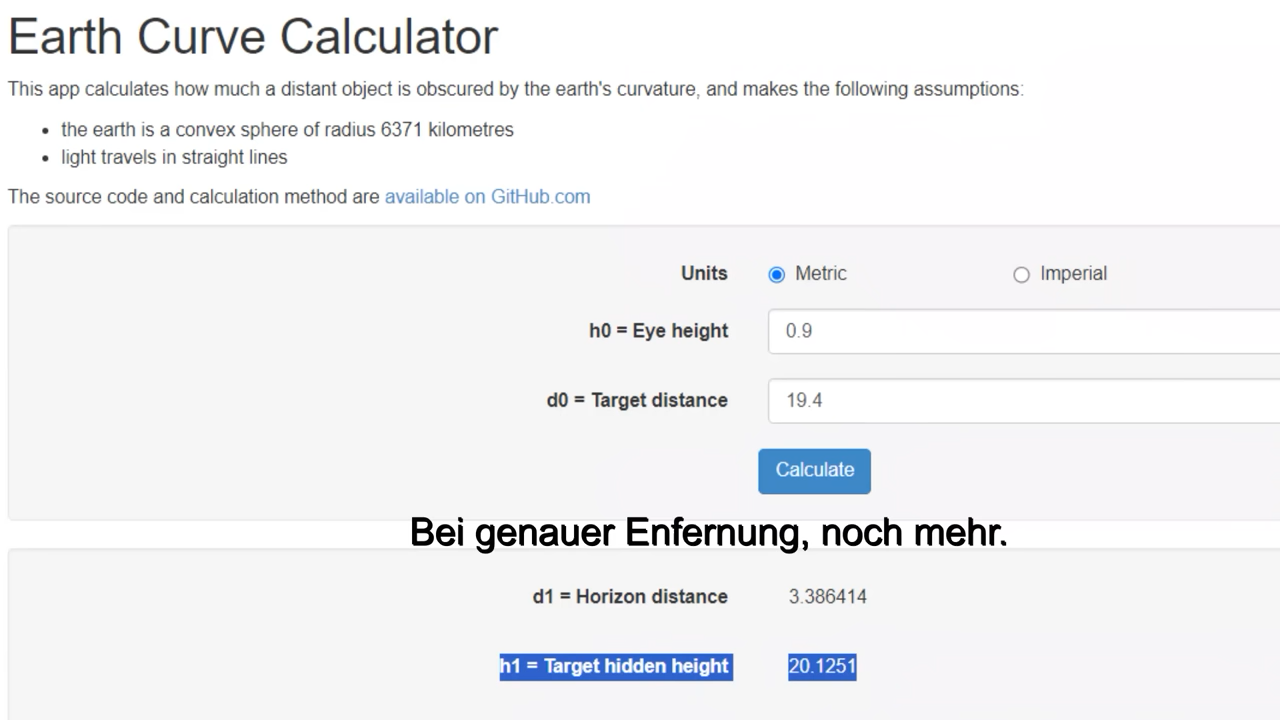 Earth Curve Calculator
This app calculates how much a distant object is obscured by the earth's curvature, and makes the following assumptions:
• the earth is a convex sphere of radius 6371 kilometres
• light travels in straight lines
The source code and calculation method are available on GitHub.com
Units Metric Imperial
h0 = Eye height 0.9
d0 = Target distance 19.4
Calculate
Bei genauer Enfernung, noch mehr.
d1 = Horizon distance 3.386414
h1 = Target hidden height 20.1251